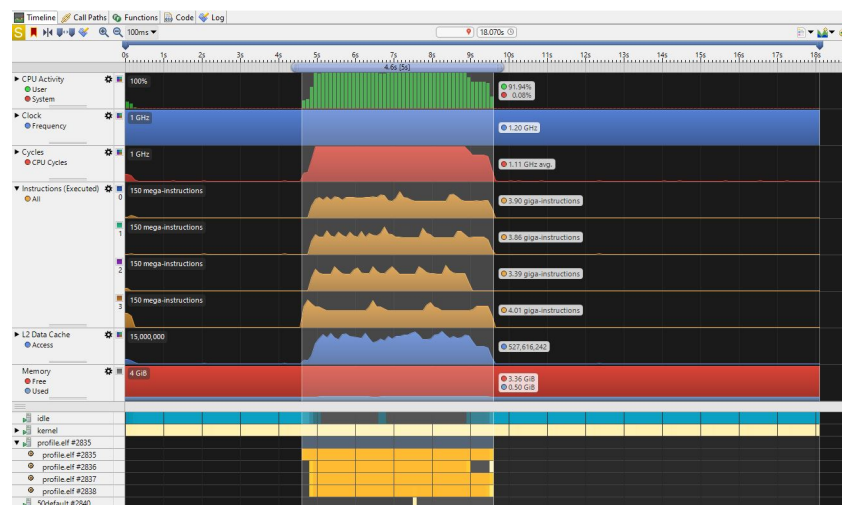 Timeline Call Paths Functions Code Log
100ms 18.070s
0s 1s 2s 3s 4s 5s 6s 7s 8s 9s 10s 11s 12s 13s 14s 15s 16s 17s 18s
4.6s [5s]
CPU Activity 100%
User 91.94%
System 0.08%
Clock 1 GHz
Frequency 1.20 GHz
Cycles 1 GHz
CPU Cycles 1.11 GHz avg.
Instructions (Executed) 0 150 mega-instructions
All 3.90 giga-instructions
150 mega-instructions
1 3.86 giga-instructions
150 mega-instructions
2 3.39 giga-instructions
150 mega-instructions
3 4.01 giga-instructions
L2 Data Cache 15,000,000
Access 527,616,242
Memory 4 GiB
Free 3.36 GiB
Used 0.50 GiB
idle
kernel
profile.elf #2835
profile.elf #2835
profile.elf #2836
profile.elf #2837
profile.elf #2838
50default #2840